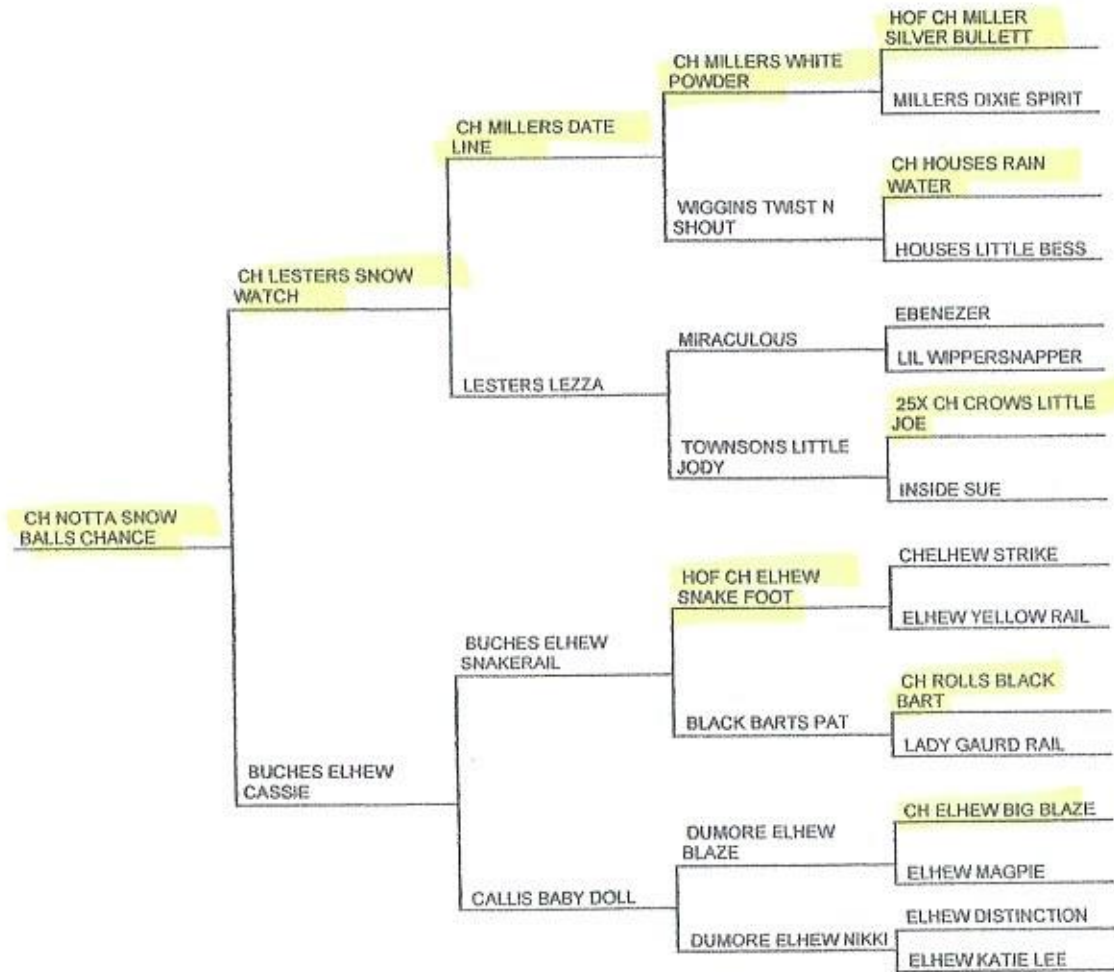 HOF CH MILLER
SILVER BULLETT
CH MILLERS WHITE
POWDER
MILLERS DIXIE SPIRIT
CH MILLERS DATE
LINE
CH HOUSES RAIN
WATER
WIGGINS TWIST N
SHOUT
HOUSES LITTLE BESS
CH LESTERS SNOW
WATCH
EBENEZER
MIRACULOUS
LIL WIPPERSNAPPER
LESTERS LEZZA
25X CH CROWS LITTLE
JOE
TOWNSONS LITTLE
JODY
INSIDE SUE
CH NOTTA SNOW
BALLS CHANCE
CHELHEW STRIKE
HOF CH ELHEW
SNAKE FOOT
ELHEW YELLOW RAIL
BUCHES ELHEW
SNAKERAIL
CH ROLLS BLACK
BART
BLACK BARTS PAT
LADY GAURD RAIL
BUCHES ELHEW
CASSIE
CH ELHEW BIG BLAZE
DUMORE ELHEW
BLAZE
ELHEW MAGPIE
CALLIS BABY DOLL
ELHEW DISTINCTION
DUMORE ELHEW NIKKI
ELHEW KATIE LEE